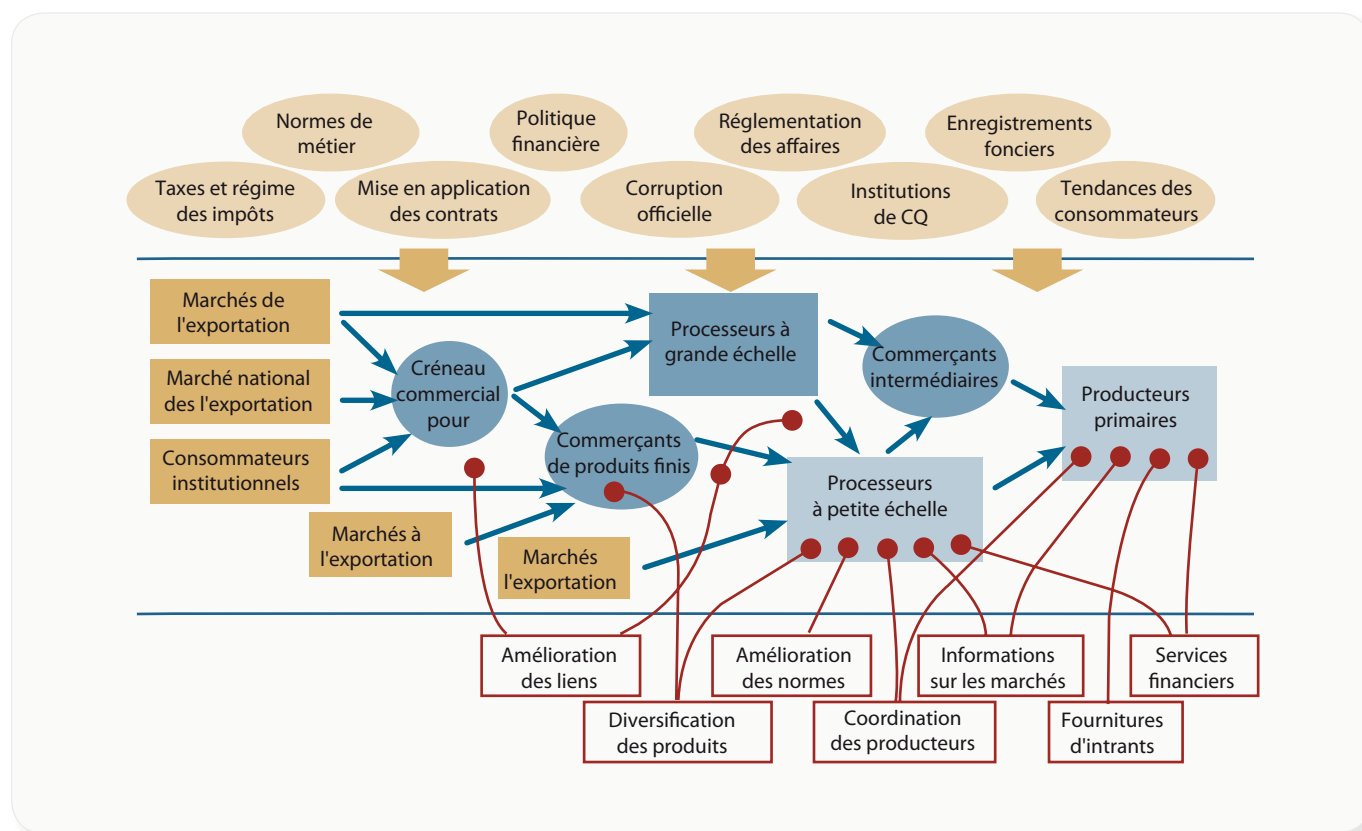 Normes de
métier
Politique
financière
Réglementation
des affaires
Enregistrements
fonciers
Taxes et régime
des impôts
Mise en application
des contrats
Corruption
officielle
Institutions
de CQ
Tendances des
consommateurs
Marchés de
l'exportation
Marché national
des l'exportation
Consommateurs
institutionnels
Marchés à
l'exportation
Marchés
l'exportation
Créneau
commercial
pour
Commerçants
de produits finis
Processeurs à
grande échelle
Commerçants
intermédiaires
Processeurs
à petite échelle
Producteurs
primaires
Amélioration
des liens
Diversification
des produits
Amélioration
des normes
Coordination
des producteurs
Informations
sur les marchés
Fournitures
d'intrants
Services
financiers